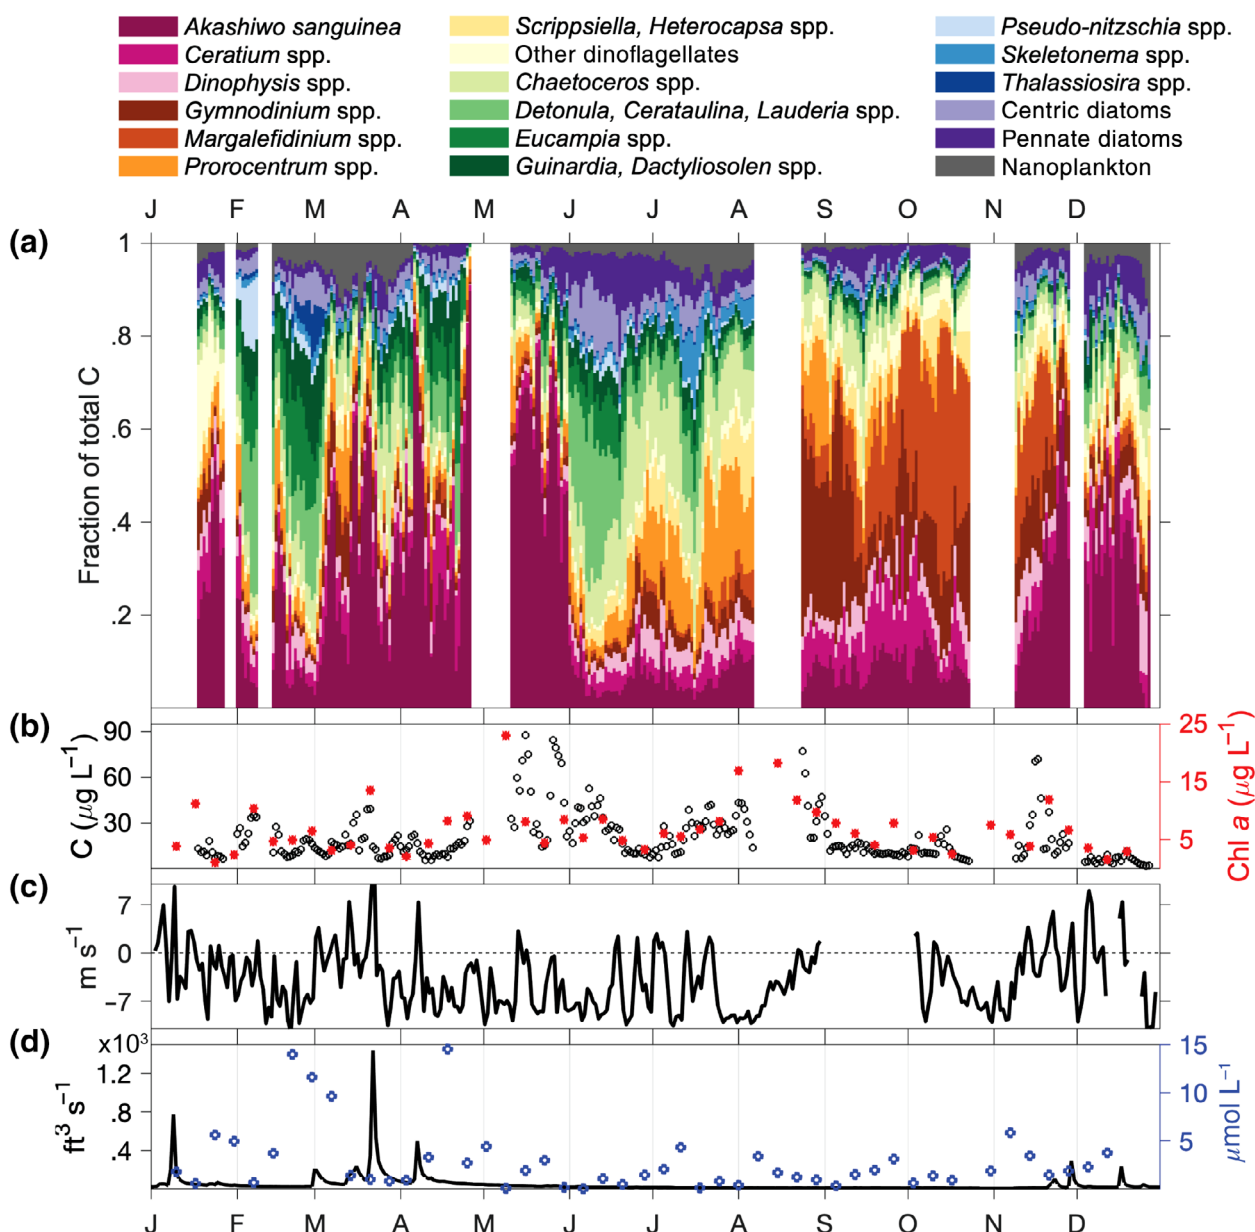 Akashiwo sanguinea
Ceratium spp.
Dinophysis spp.
Gymnodinium spp.
Margalefidinium spp.
Prorocentrum spp.
Scrippsiella, Heterocapsa spp.
Other dinoflagellates
Chaetoceros spp.
Detonula, Cerataulina, Lauderia spp.
Eucampia spp.
Guinardia, Dactyliosolen spp.
Pseudo-nitzschia spp.
Skeletonema spp.
Thalassiosira spp.
Centric diatoms
Pennate diatoms
Nanoplankton
J F M A M J J A S O N D
(a)
1
.8
.6
.4
.2
Fraction of total C
(b)
90
60
30
C (μg L⁻¹)
25
15
5
Chl a (μg L⁻¹)
(c)
7
0
−7
m s⁻¹
(d)
x10³
1.2
.8
.4
ft³ s⁻¹
15
10
5
μmol L⁻¹
J F M A M J J A S O N D